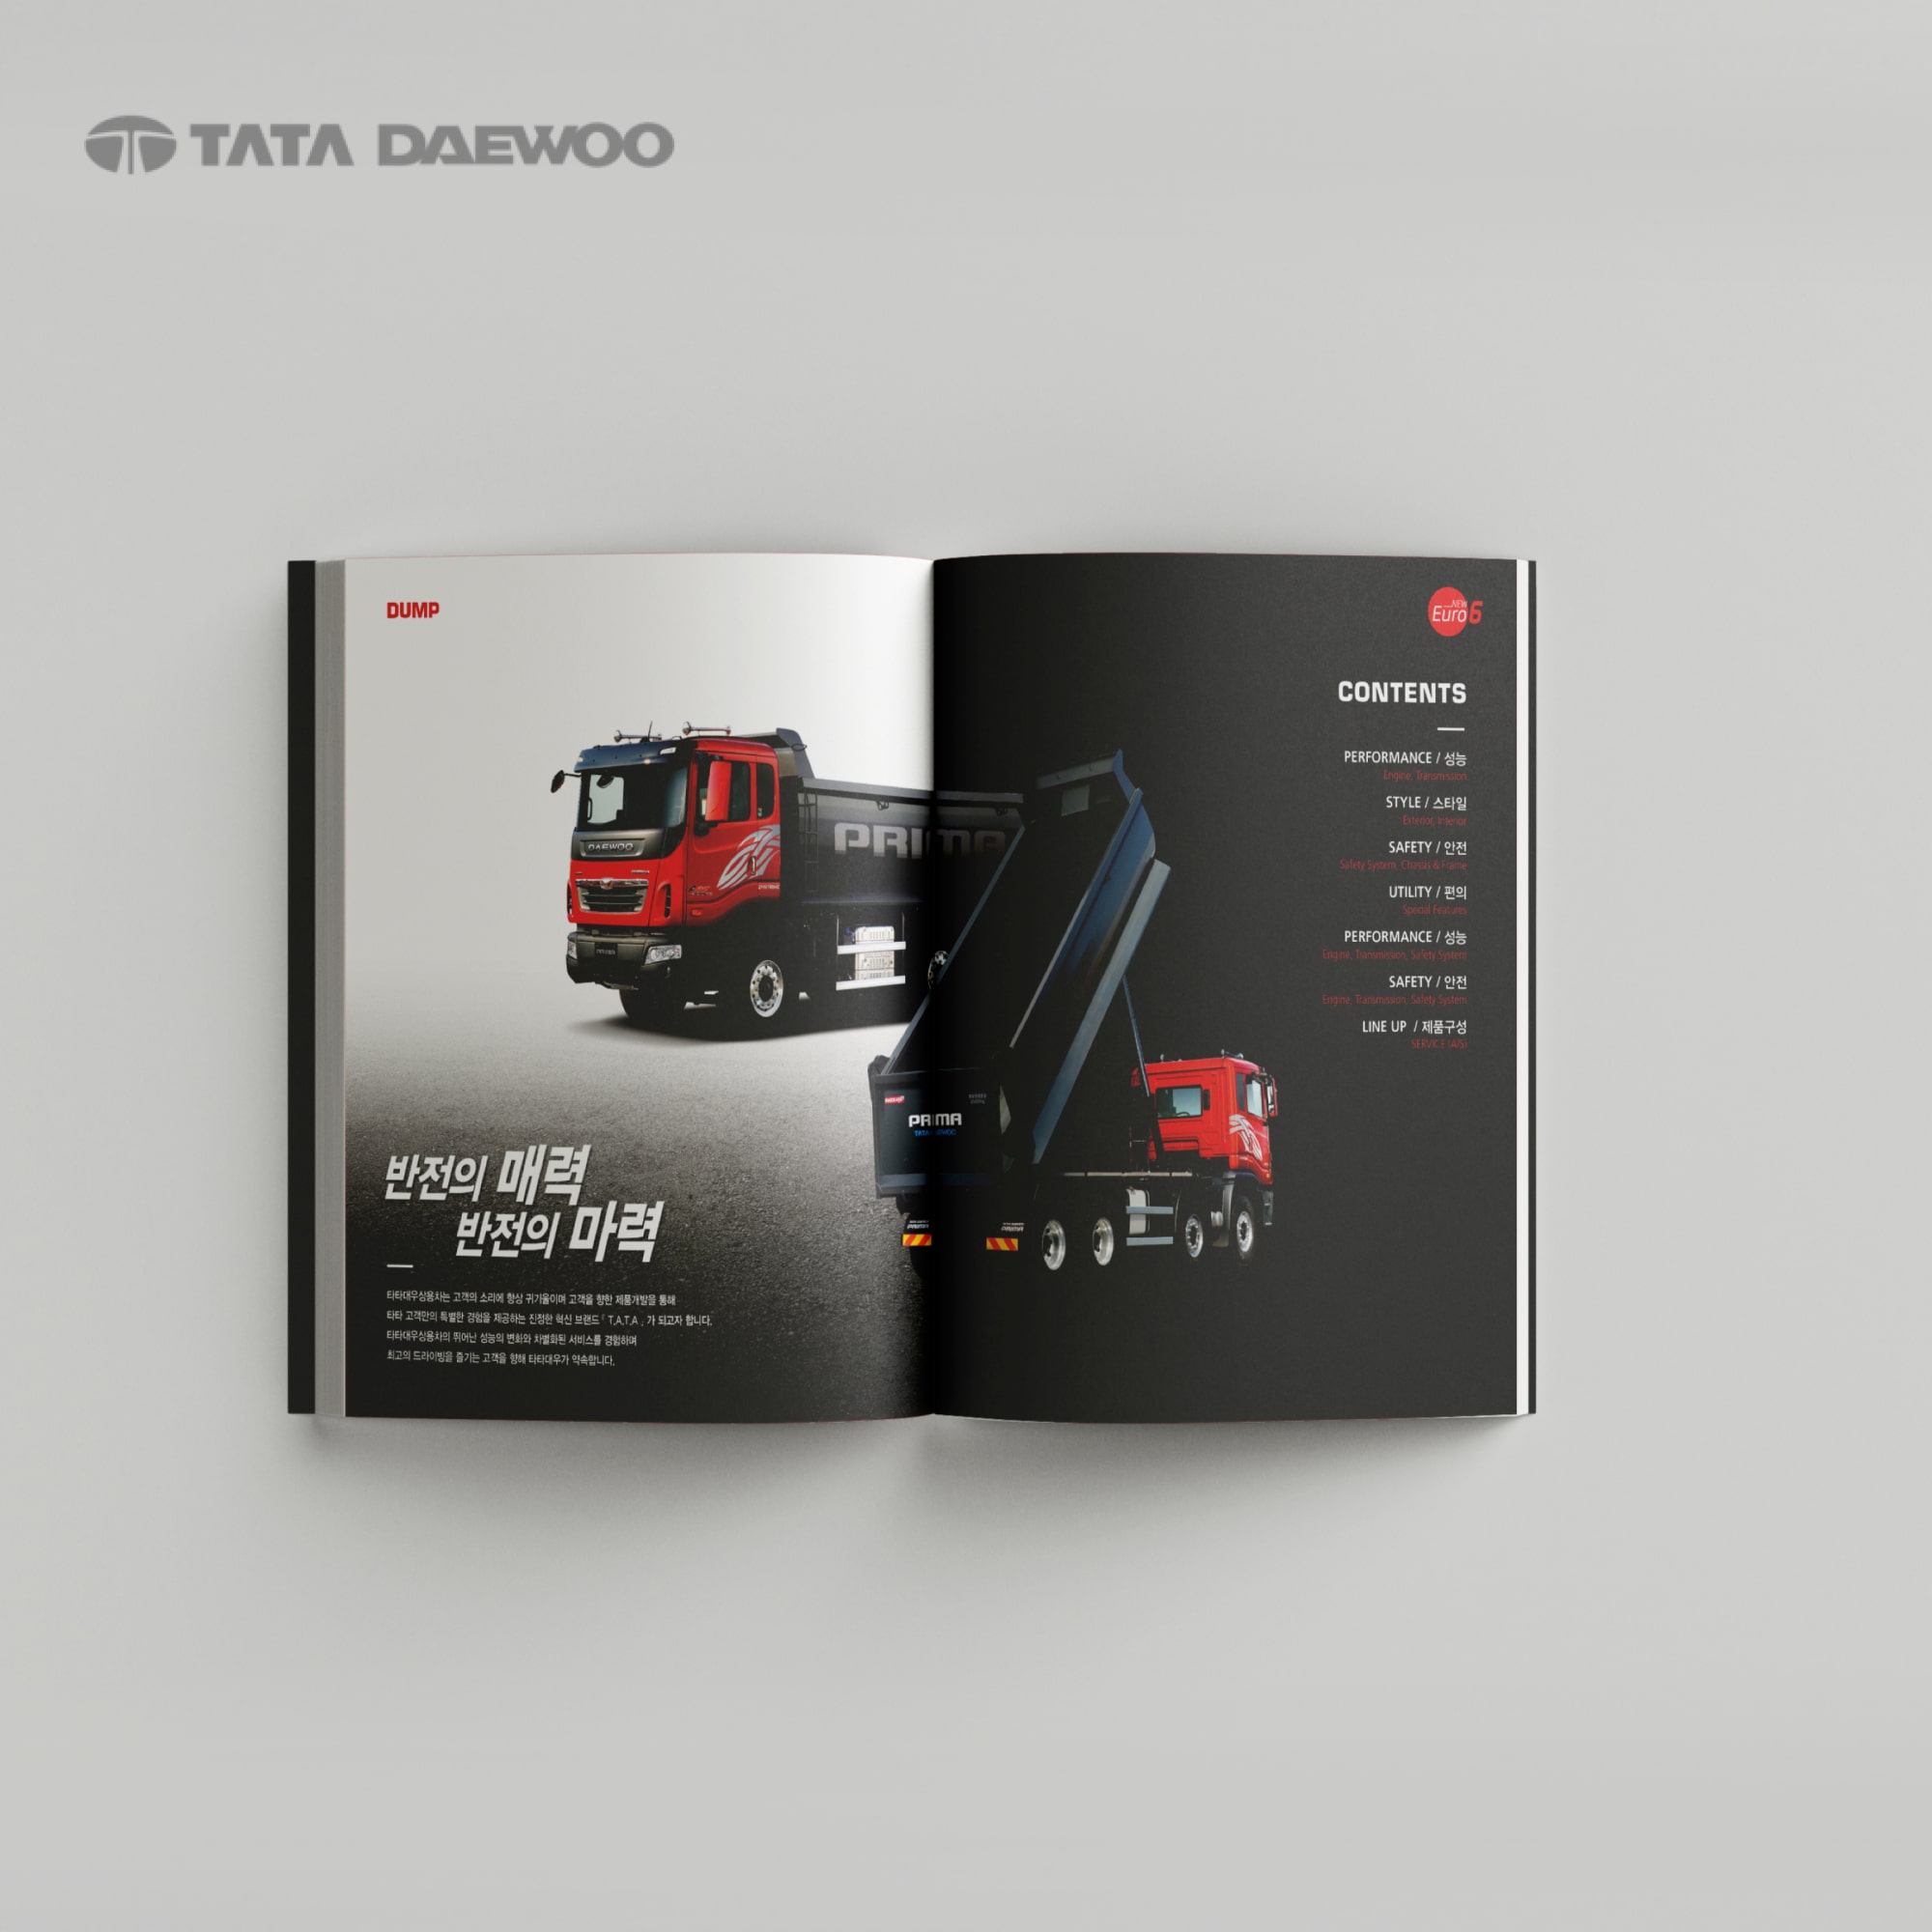 TATA DAEWOO
DUMP
DAEWOO
PRIMA
반전의 매력
반전의 마력
타타대우상용차는 고객의 소리에 항상 귀기울이며 고객을 향한 제품개발을 통해
타타 고객만의 특별한 경험을 제공하는 진정한 혁신 브랜드「 T.A.T.A 」가 되고자 합니다.
타타대우상용차의 뛰어난 성능의 변화와 차별화된 서비스를 경험하며
최고의 드라이빙을 즐기는 고객을 향해 타타대우가 약속합니다.
PRIMA
TATA DAEWOO
PRIMA
PRIMA
NEW
Euro6
CONTENTS
PERFORMANCE / 성능
Engine, Transmission
STYLE / 스타일
Exterior, Interior
SAFETY / 안전
Safety System, Chassis & Frame
UTILITY / 편의
Special Features
PERFORMANCE / 성능
Engine, Transmission, Safety System
SAFETY / 안전
Engine, Transmission, Safety System
LINE UP / 제품구성
SERVICE (A/S)